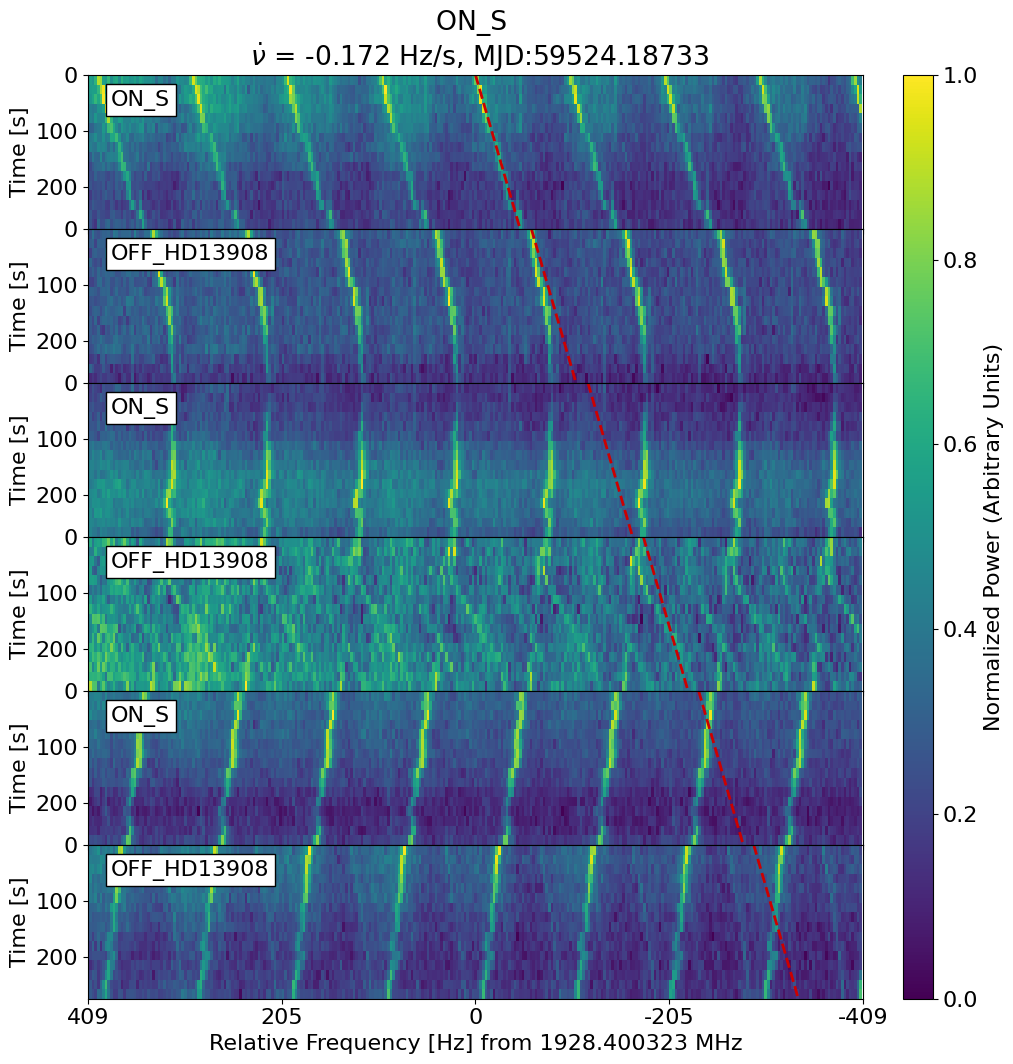 ON_S
ν̇ = -0.172 Hz/s, MJD:59524.18733
0
ON_S
100
200
Time [s]
0
OFF_HD13908
100
200
Time [s]
0
ON_S
100
200
Time [s]
0
OFF_HD13908
100
200
Time [s]
0
ON_S
100
200
Time [s]
0
OFF_HD13908
100
200
Time [s]
409 205 0 -205 -409
Relative Frequency [Hz] from 1928.400323 MHz
1.0
0.8
0.6
0.4
0.2
0.0
Normalized Power (Arbitrary Units)